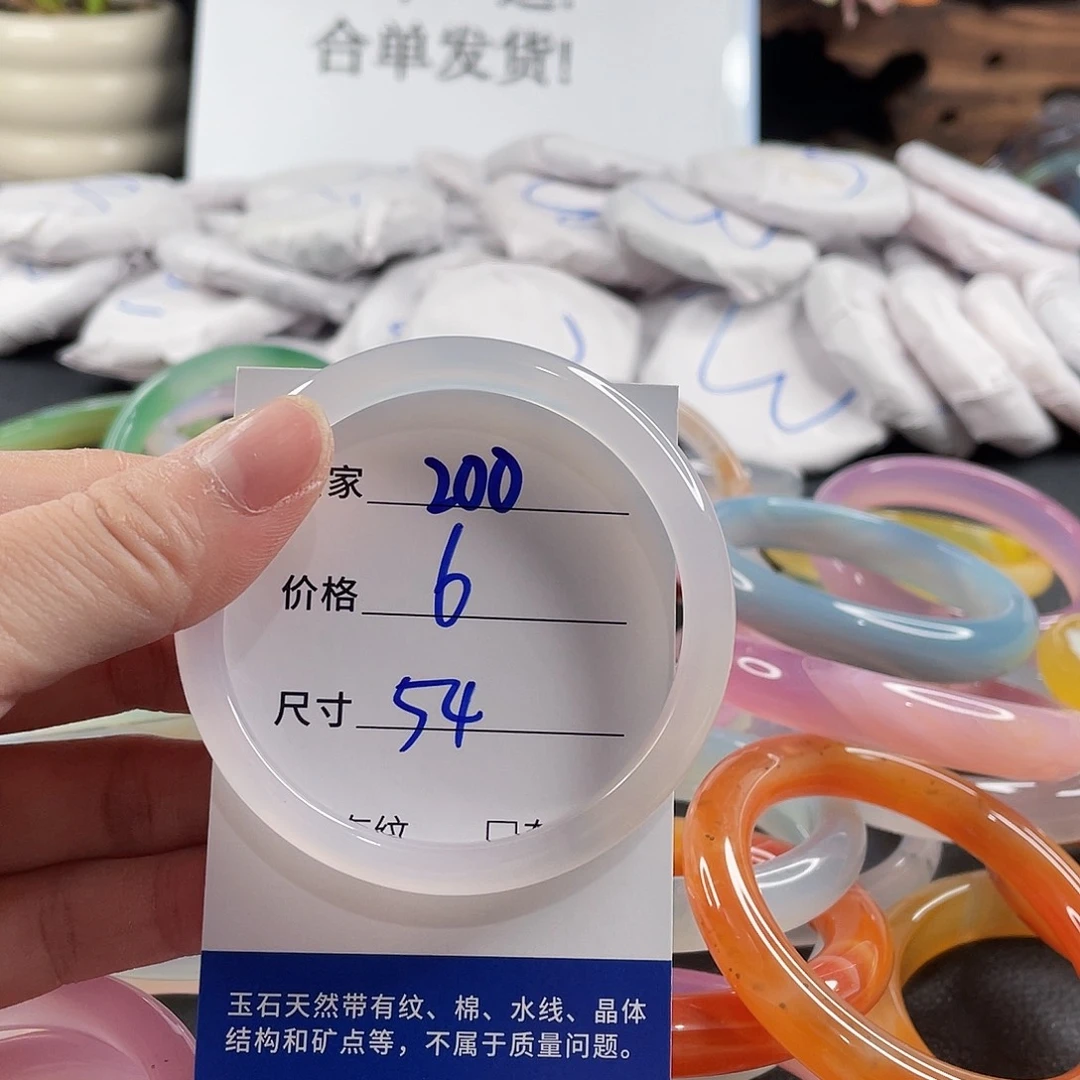 合单发货!
家 200
价格 6
尺寸 54
玉石天然带有纹、棉、水线、晶体
结构和矿点等，不属于质量问题。